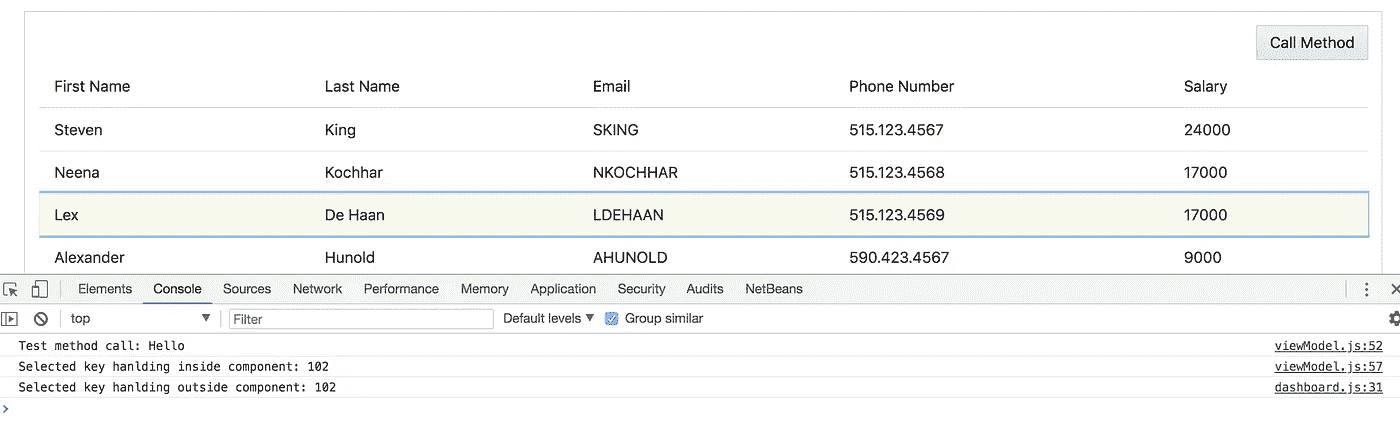 Call Method
First Name Last Name Email Phone Number Salary
Steven King SKING 515.123.4567 24000
Neena Kochhar NKOCHHAR 515.123.4568 17000
Lex De Haan LDEHAAN 515.123.4569 17000
Alexander Hunold AHUNOLD 590.423.4567 9000
Elements Console Sources Network Performance Memory Application Security Audits NetBeans
top Filter Default levels Group similar
Test method call: Hello viewModel.js:52
Selected key hanlding inside component: 102 viewModel.js:57
Selected key hanlding outside component: 102 dashboard.js:31